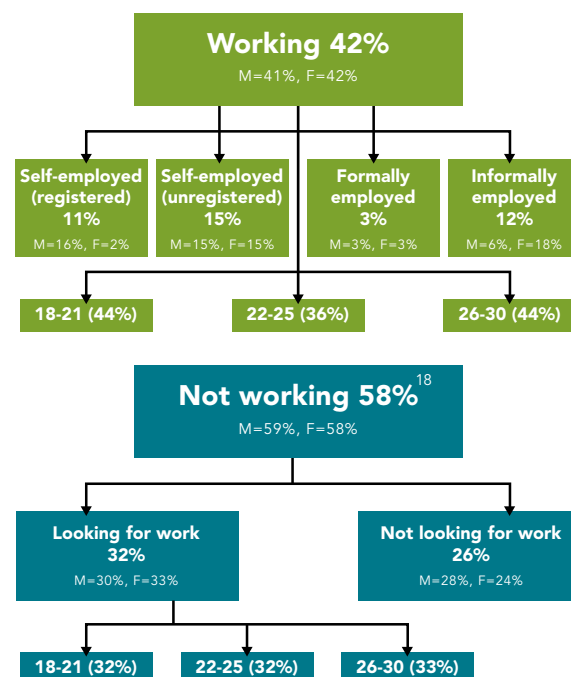 Working 42%
M=41%, F=42%
Self-employed
(registered)
11%
M=16%, F=2%
Self-employed
(unregistered)
15%
M=15%, F=15%
Formally
employed
3%
M=3%, F=3%
Informally
employed
12%
M=6%, F=18%
18-21 (44%)
22-25 (36%)
26-30 (44%)
Not working 58%18
M=59%, F=58%
Looking for work
32%
M=30%, F=33%
Not looking for work
26%
M=28%, F=24%
18-21 (32%)
22-25 (32%)
26-30 (33%)